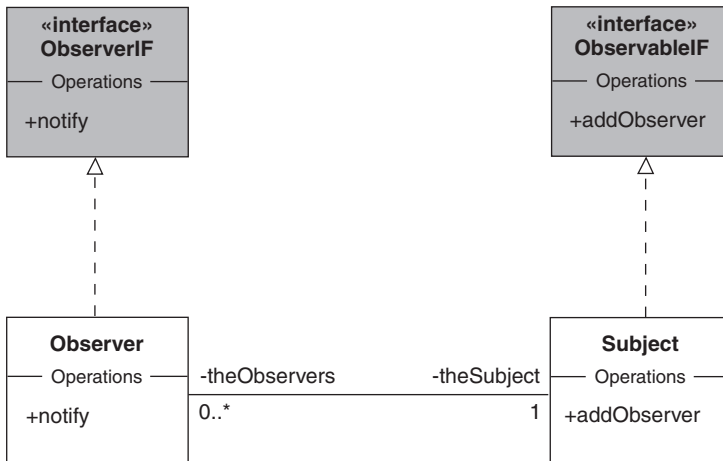 «interface»
ObserverIF
Operations
+notify
«interface»
ObservableIF
Operations
+addObserver
Observer
Operations
+notify
-theObservers
0..*
-theSubject
1
Subject
Operations
+addObserver